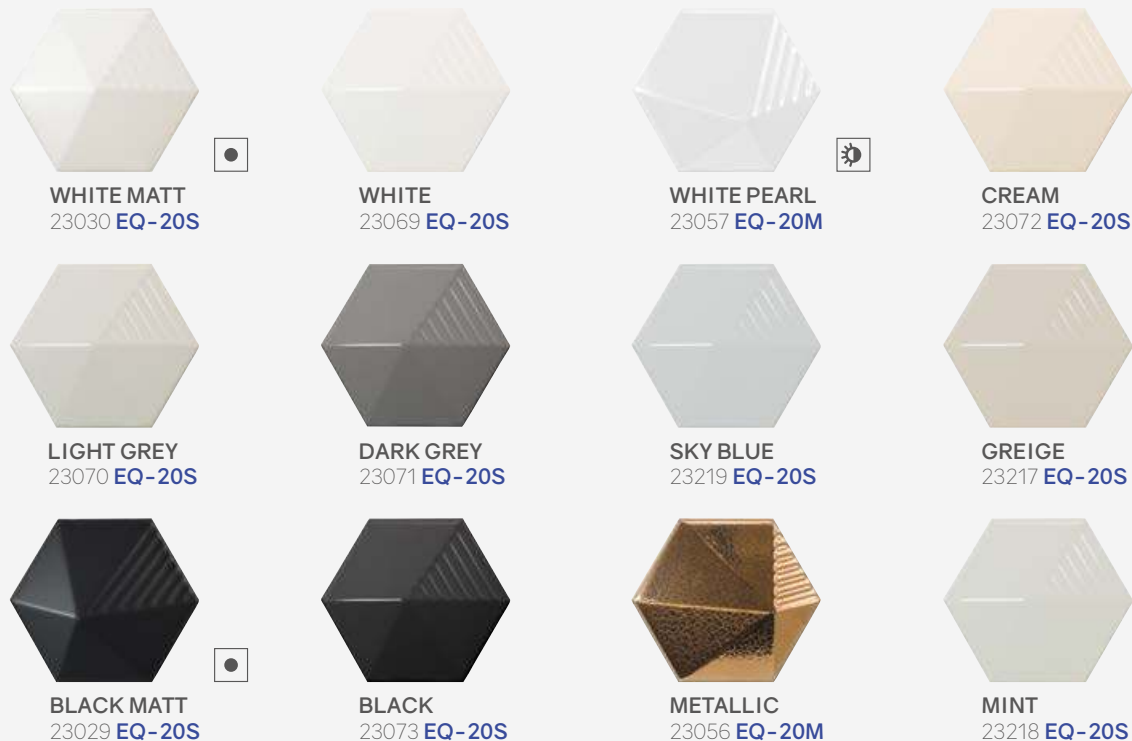 WHITE MATT
23030 EQ-20S
WHITE
23069 EQ-20S
WHITE PEARL
23057 EQ-20M
CREAM
23072 EQ-20S
LIGHT GREY
23070 EQ-20S
DARK GREY
23071 EQ-20S
SKY BLUE
23219 EQ-20S
GREIGE
23217 EQ-20S
BLACK MATT
23029 EQ-20S
BLACK
23073 EQ-20S
METALLIC
23056 EQ-20M
MINT
23218 EQ-20S